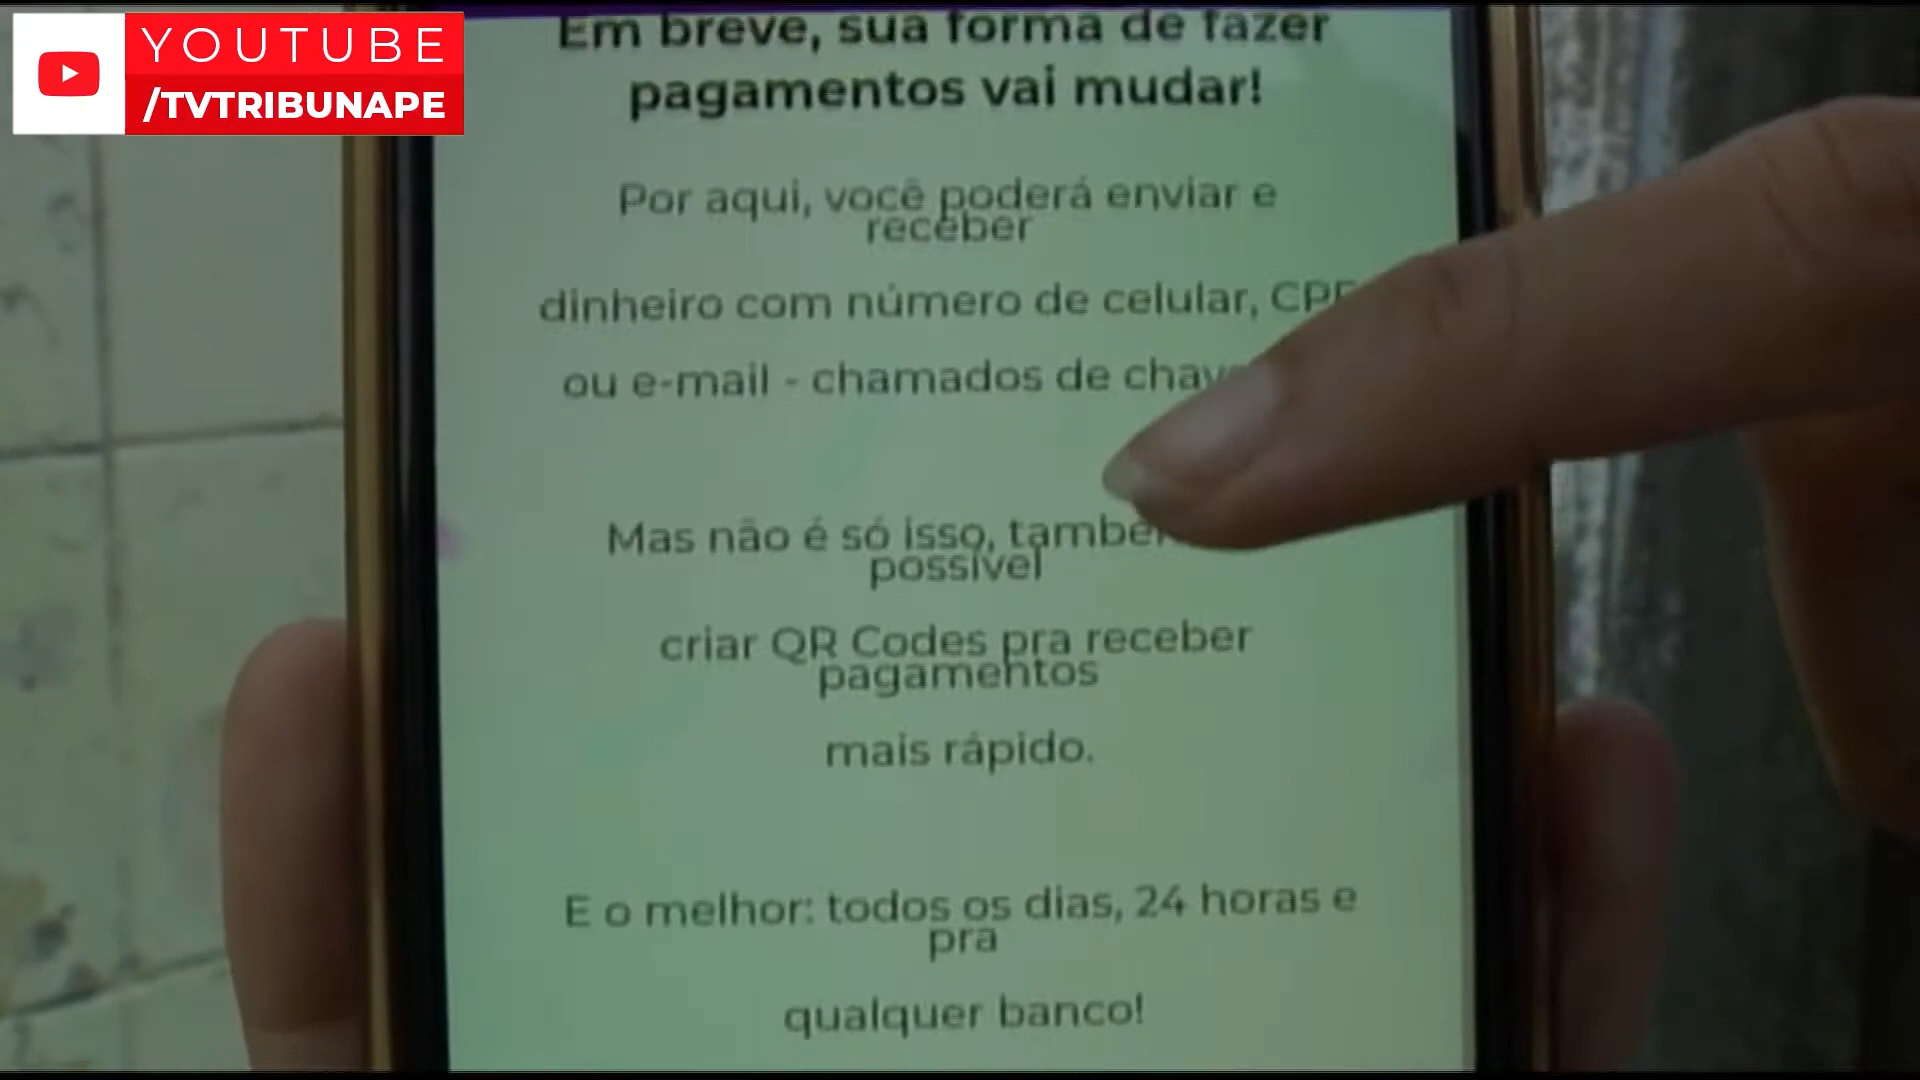 YOUTUBE
/TVTRIBUNAPE
Em breve, sua forma de fazer
pagamentos vai mudar!
Por aqui, você poderá enviar e
receber
dinheiro com número de celular, CPF
ou e-mail - chamados de
Mas não é só isso,
possível
criar QR Codes pra receber
pagamentos
mais rápido.
E o melhor: todos os dias, 24 horas e
pra
qualquer banco!